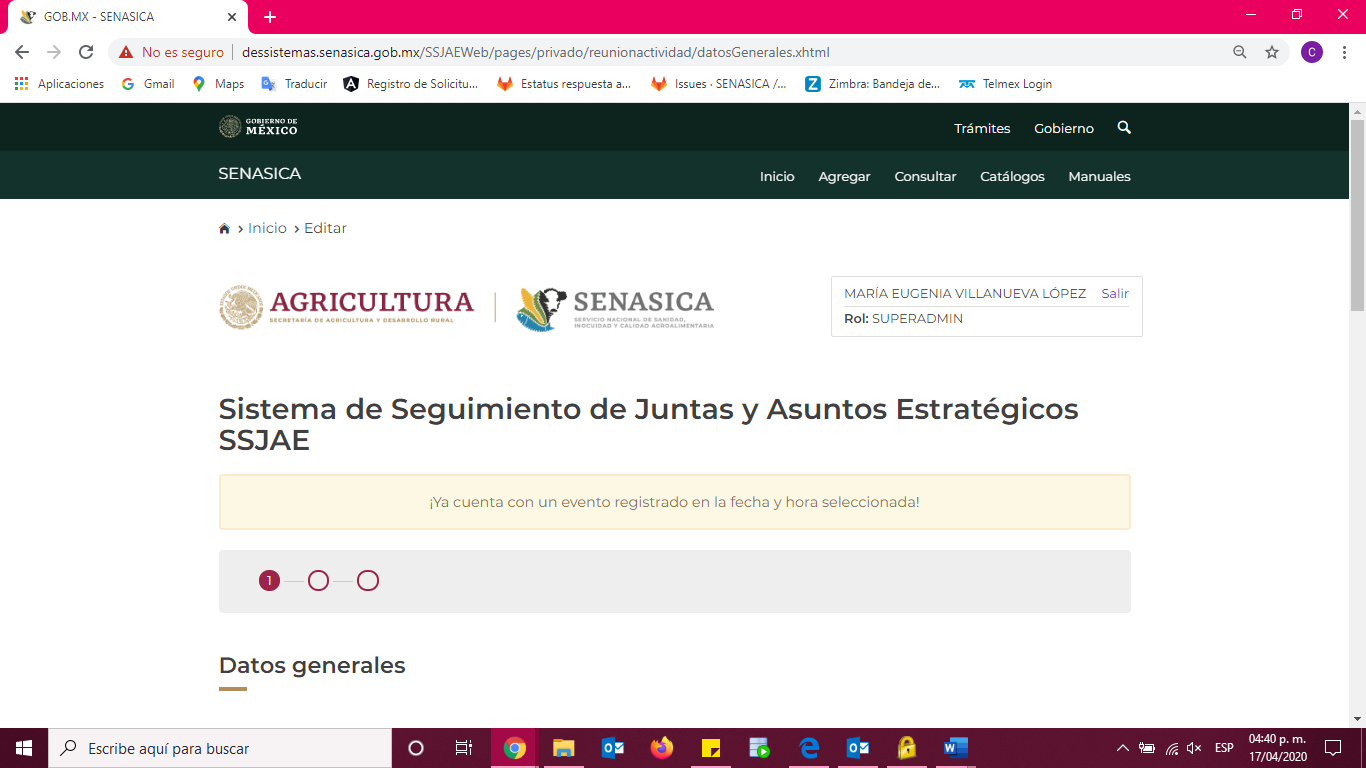 GOB.MX - SENASICA
No es seguro
dessistemas.senasica.gob.mx/SSJAEWeb/pages/privado/reunionactividad/datosGenerales.xhtml
C
Aplicaciones Gmail Maps Traducir Registro de Solicitu... Estatus respuesta a... Issues · SENASICA /... Zimbra: Bandeja de... Telmex Login
GOBIERNO DE
MÉXICO
Trámites Gobierno
SENASICA
Inicio Agregar Consultar Catálogos Manuales
Inicio Editar
AGRICULTURA
SECRETARÍA DE AGRICULTURA Y DESARROLLO RURAL
SENASICA
SERVICIO NACIONAL DE SANIDAD,
INOCUIDAD Y CALIDAD AGROALIMENTARIA
MARÍA EUGENIA VILLANUEVA LÓPEZ Salir
Rol: SUPERADMIN
Sistema de Seguimiento de Juntas y Asuntos Estratégicos
SSJAE
¡Ya cuenta con un evento registrado en la fecha y hora seleccionada!
1
Datos generales
Escribe aquí para buscar
ESP
04:40 p. m.
17/04/2020